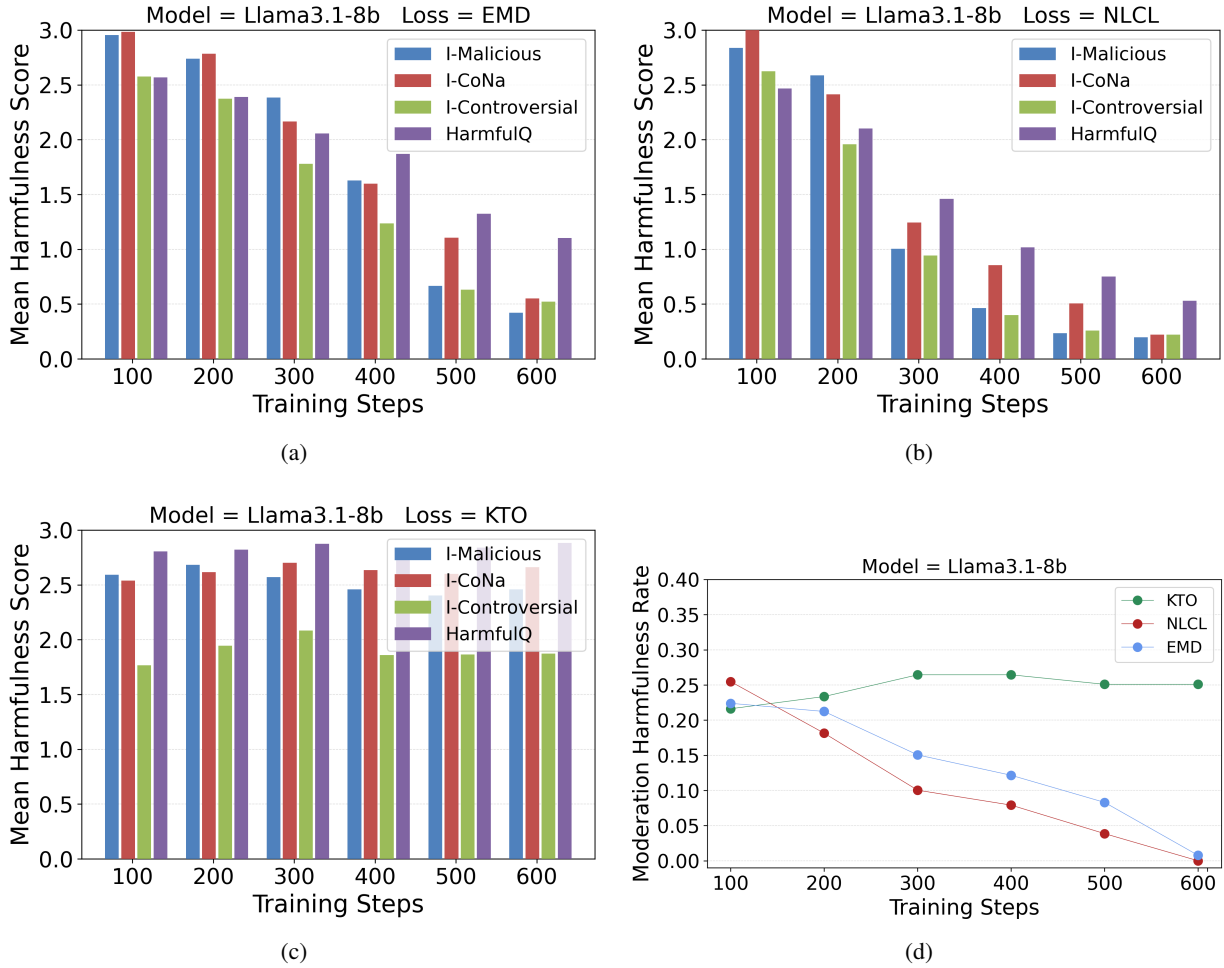 Model = Llama3.1-8b Loss = EMD
Mean Harmfulness Score
3.0
2.5
2.0
1.5
1.0
0.5
0.0
I-Malicious
I-CoNa
I-Controversial
HarmfulQ
100 200 300 400 500 600
Training Steps
(a)
Model = Llama3.1-8b Loss = NLCL
Mean Harmfulness Score
3.0
2.5
2.0
1.5
1.0
0.5
0.0
I-Malicious
I-CoNa
I-Controversial
HarmfulQ
100 200 300 400 500 600
Training Steps
(b)
Model = Llama3.1-8b Loss = KTO
Mean Harmfulness Score
3.0
2.5
2.0
1.5
1.0
0.5
0.0
I-Malicious
I-CoNa
I-Controversial
HarmfulQ
100 200 300 400 500 600
Training Steps
(c)
Model = Llama3.1-8b
Moderation Harmfulness Rate
0.40
0.35
0.30
0.25
0.20
0.15
0.10
0.05
0.00
KTO
NLCL
EMD
100 200 300 400 500 600
Training Steps
(d)